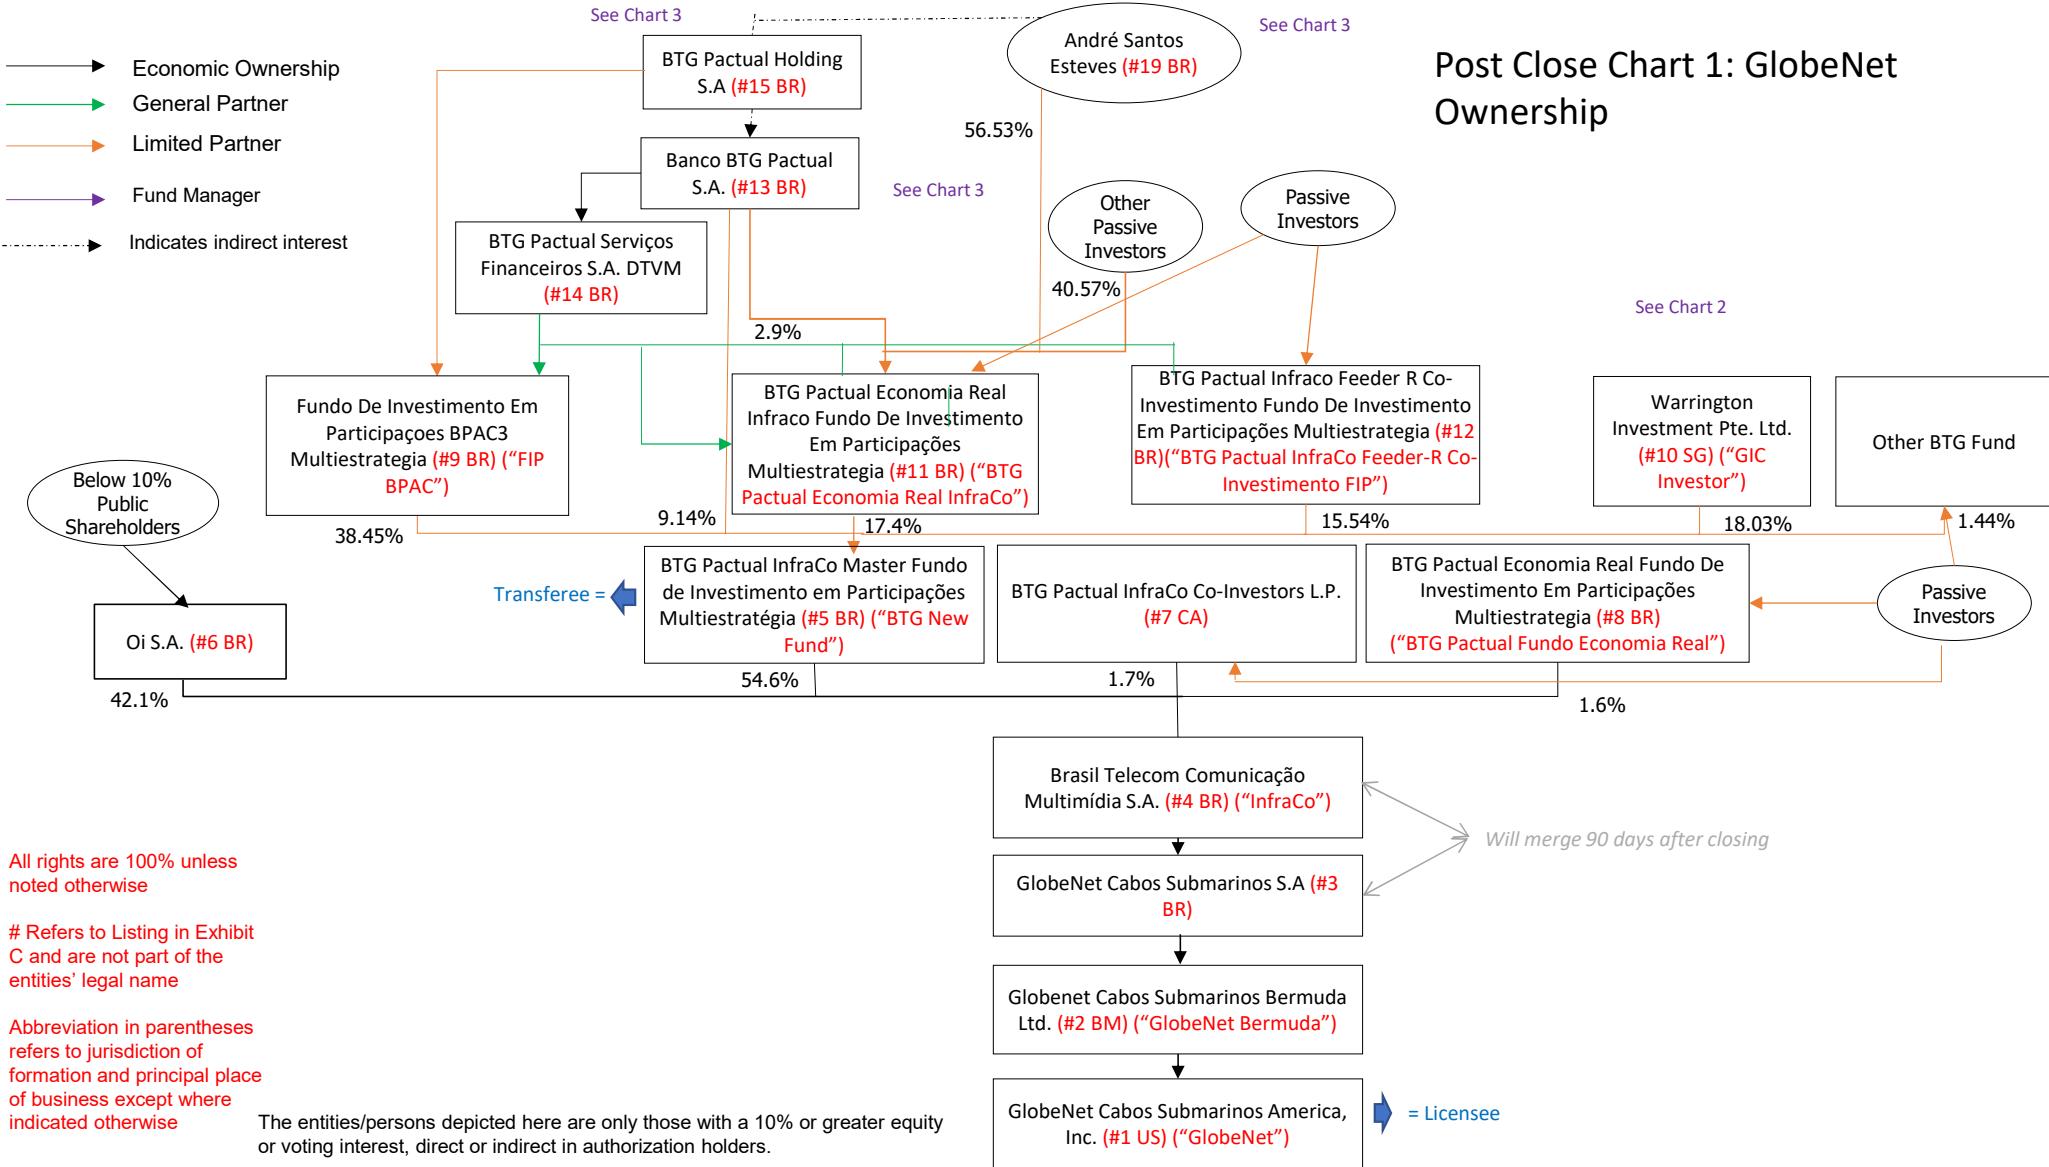 See Chart 3
See Chart 3
Post Close Chart 1: GlobeNet
Ownership
Economic Ownership
General Partner
Limited Partner
Fund Manager
Indicates indirect interest
BTG Pactual Holding
S.A (#15 BR)
André Santos
Esteves (#19 BR)
56.53%
Banco BTG Pactual
S.A. (#13 BR)
See Chart 3
Other
Passive
Investors
Passive
Investors
BTG Pactual Serviços
Financeiros S.A. DTVM
(#14 BR)
40.57%
See Chart 2
2.9%
Fundo De Investimento Em
Participaçoes BPAC3
Multiestrategia (#9 BR) (“FIP
BPAC”)
BTG Pactual Economia Real
Infraco Fundo De Investimento
Em Participações
Multiestrategia (#11 BR) (“BTG
Pactual Economia Real InfraCo”)
BTG Pactual Infraco Feeder R Co-
Investimento Fundo De Investimento
Em Participações Multiestrategia (#12
BR)(“BTG Pactual InfraCo Feeder-R Co-
Investimento FIP”)
Warrington
Investment Pte. Ltd.
(#10 SG) (“GIC
Investor”)
Other BTG Fund
Below 10%
Public
Shareholders
38.45%
9.14%
17.4%
15.54%
18.03%
1.44%
Transferee =
BTG Pactual InfraCo Master Fundo
de Investimento em Participações
Multiestratégia (#5 BR) (“BTG New
Fund”)
BTG Pactual InfraCo Co-Investors L.P.
(#7 CA)
BTG Pactual Economia Real Fundo De
Investimento Em Participações
Multiestrategia (#8 BR)
(“BTG Pactual Fundo Economia Real”)
Passive
Investors
Oi S.A. (#6 BR)
42.1%
54.6%
1.7%
1.6%
Brasil Telecom Comunicação
Multimídia S.A. (#4 BR) (“InfraCo”)
Will merge 90 days after closing
GlobeNet Cabos Submarinos S.A (#3
BR)
Globenet Cabos Submarinos Bermuda
Ltd. (#2 BM) (“GlobeNet Bermuda”)
GlobeNet Cabos Submarinos America,
Inc. (#1 US) (“GlobeNet”)
= Licensee
All rights are 100% unless
noted otherwise
# Refers to Listing in Exhibit
C and are not part of the
entities’ legal name
Abbreviation in parentheses
refers to jurisdiction of
formation and principal place
of business except where
indicated otherwise
The entities/persons depicted here are only those with a 10% or greater equity
or voting interest, direct or indirect in authorization holders.